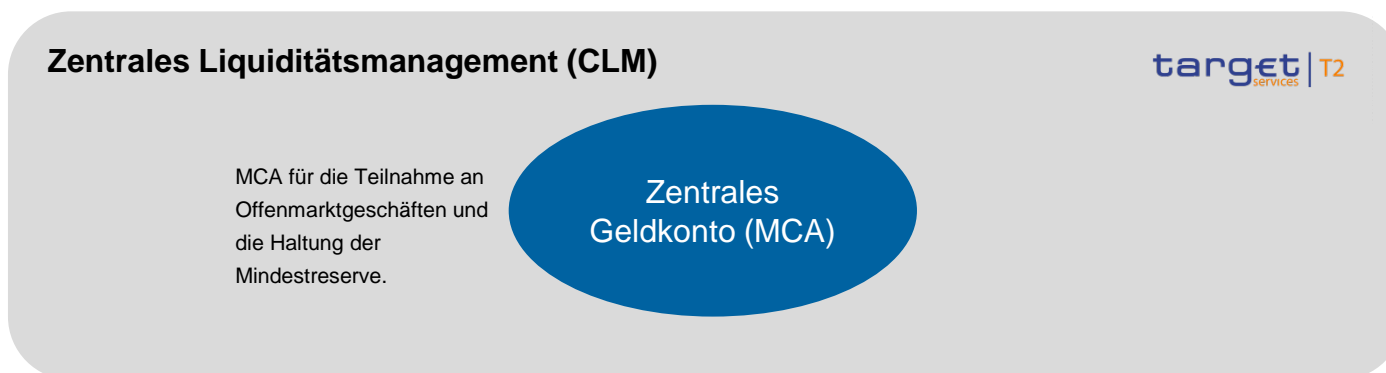 Zentrales Liquiditätsmanagement (CLM)
target services | T2
MCA für die Teilnahme an
Offenmarktgeschäften und
die Haltung der
Mindestreserve.
Zentrales
Geldkonto (MCA)